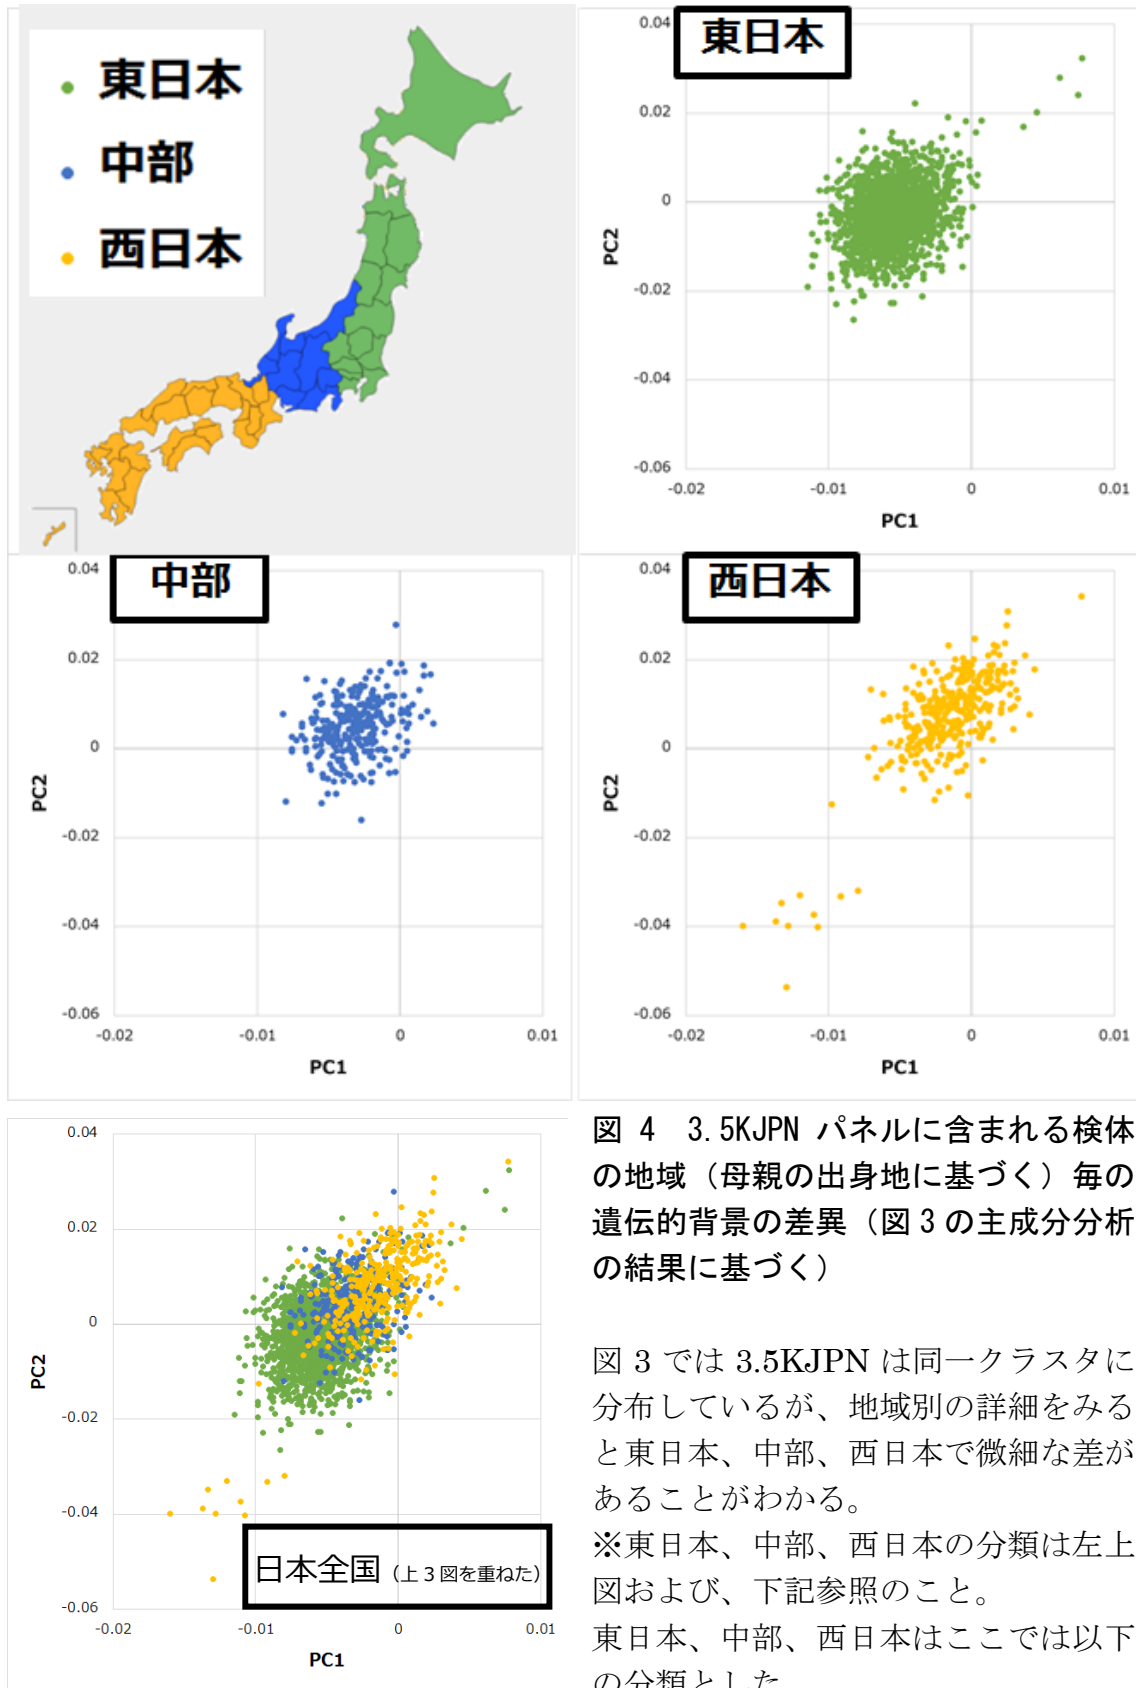 東日本
中部
西日本
東日本
0.04
0.02
0
-0.02
-0.04
-0.06
PC2
-0.02 -0.01 0 0.01
PC1
中部
0.04
0.02
0
-0.02
-0.04
-0.06
PC2
-0.02 -0.01 0 0.01
PC1
西日本
0.04
0.02
0
-0.02
-0.04
-0.06
PC2
-0.02 -0.01 0 0.01
PC1
0.04
0.02
0
-0.02
-0.04
-0.06
PC2
日本全国（上３図を重ねた）
-0.02 -0.01 0 0.01
PC1
図 4 3.5KJPN パネルに含まれる検体
の地域（母親の出身地に基づく）毎の
遺伝的背景の差異（図３の主成分分析
の結果に基づく）
図 3 では 3.5KJPN は同一クラスタに
分布しているが、地域別の詳細をみる
と東日本、中部、西日本で微細な差が
あることがわかる。
※東日本、中部、西日本の分類は左上
図および、下記参照のこと。
東日本、中部、西日本はここでは以下
の分類とした